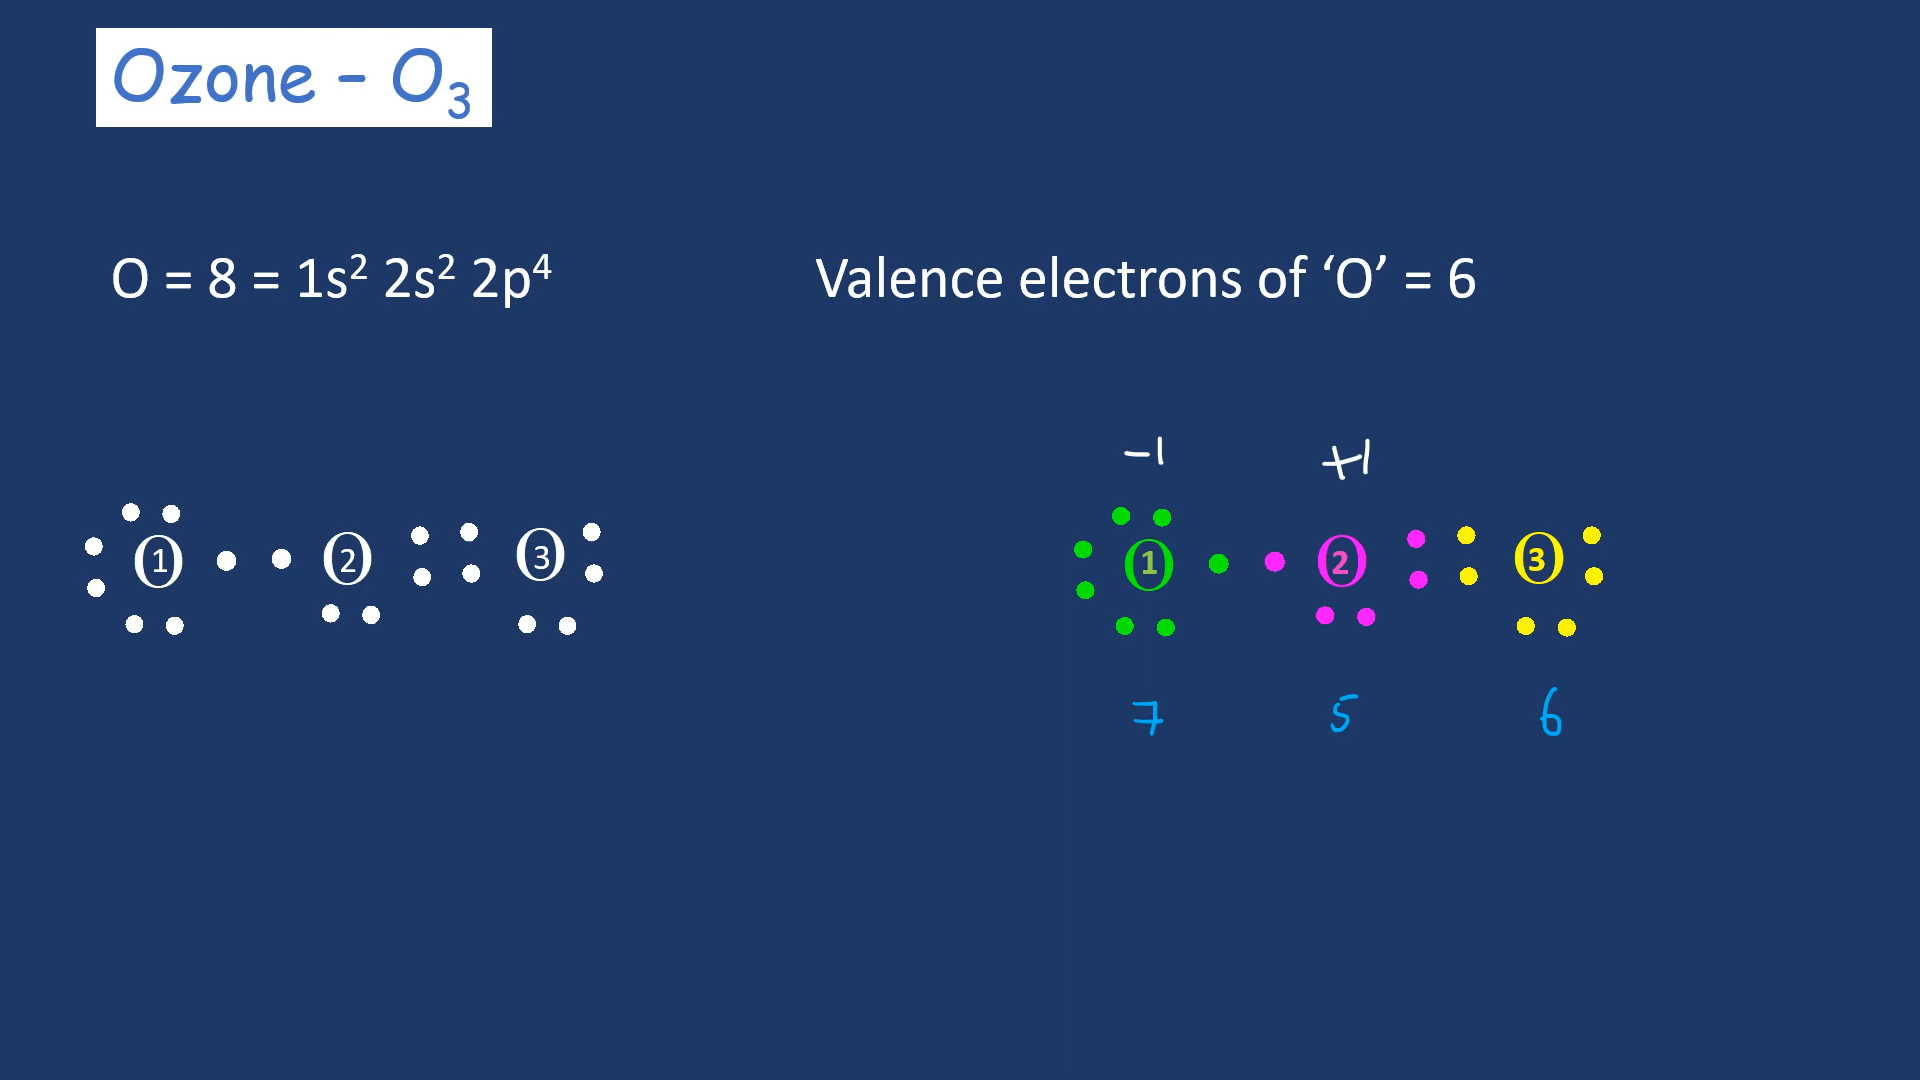 Ozone – O₃
O = 8 = 1s² 2s² 2p⁴
Valence electrons of ‘O’ = 6
-1 +1
O 1 O 2 O 3
O 1 O 2 O 3
7 5 6